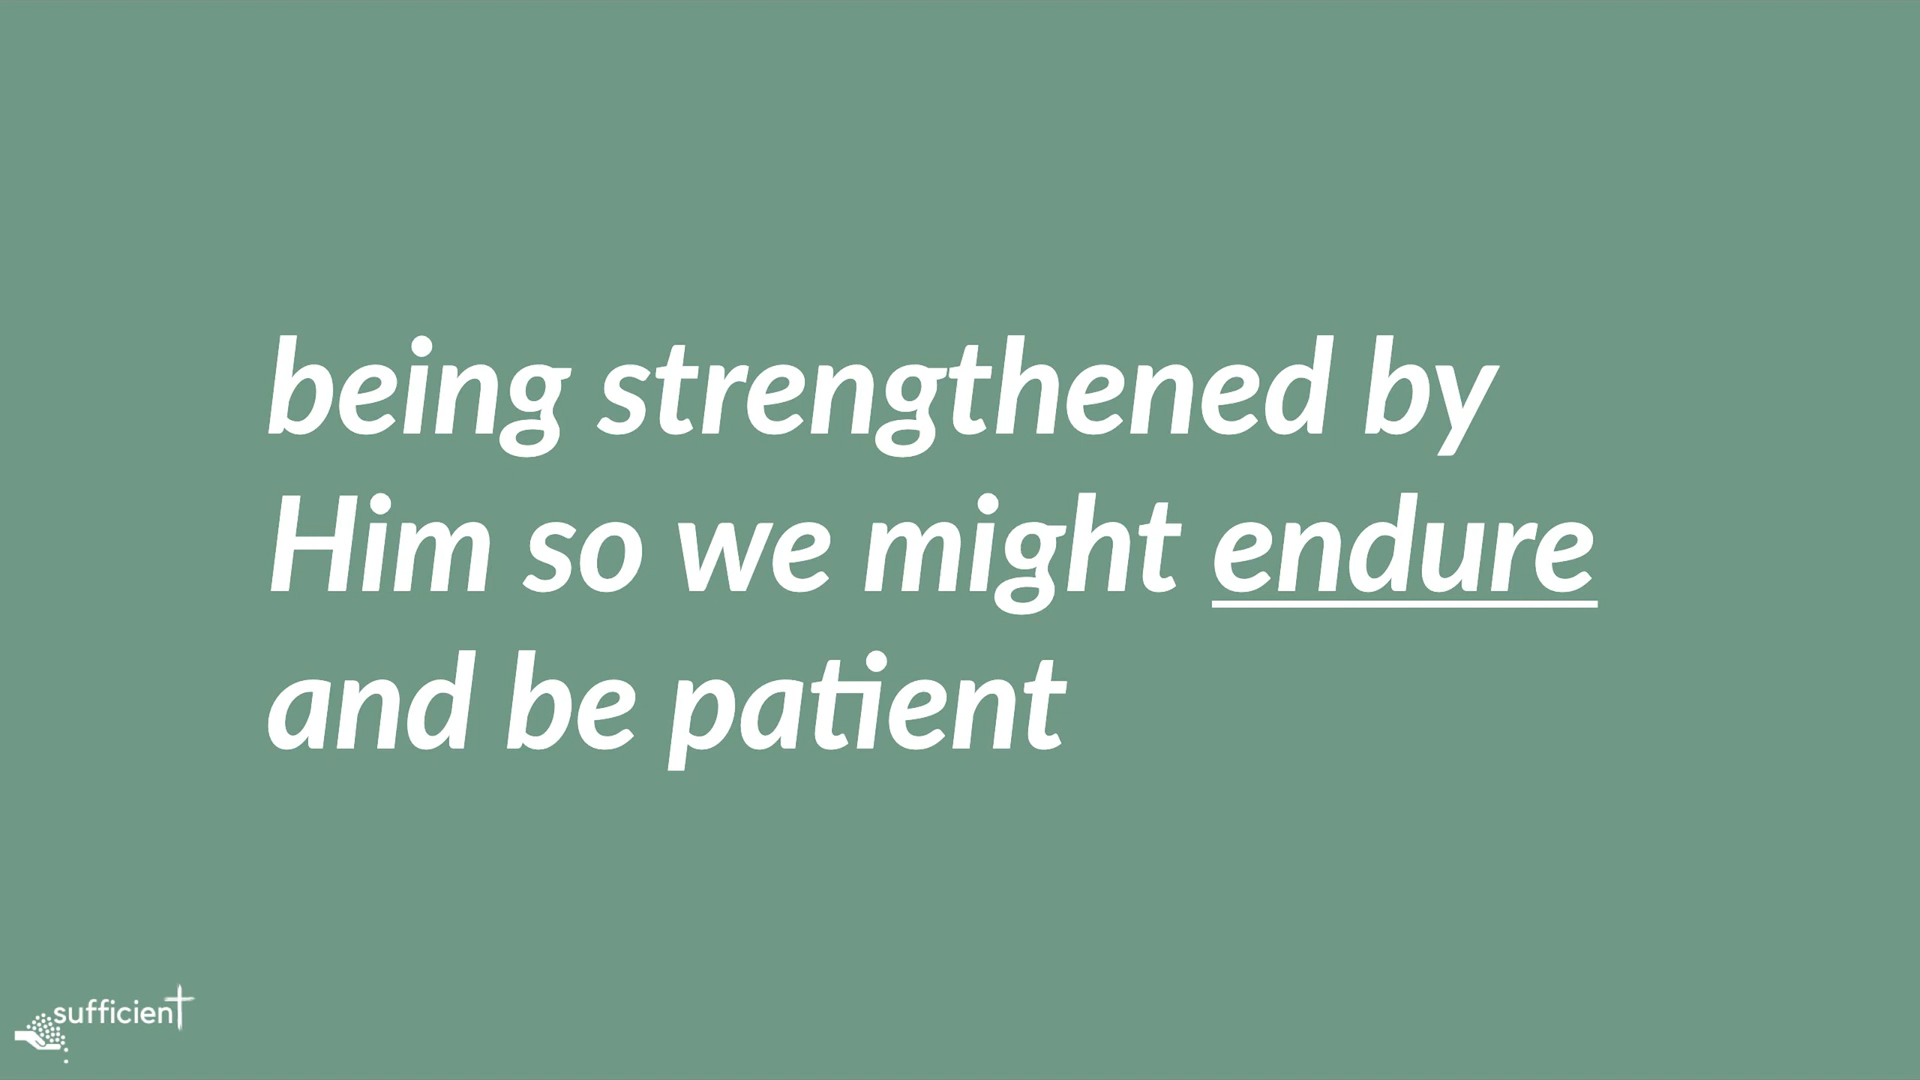 being strengthened by
Him so we might endure
and be patient
sufficient